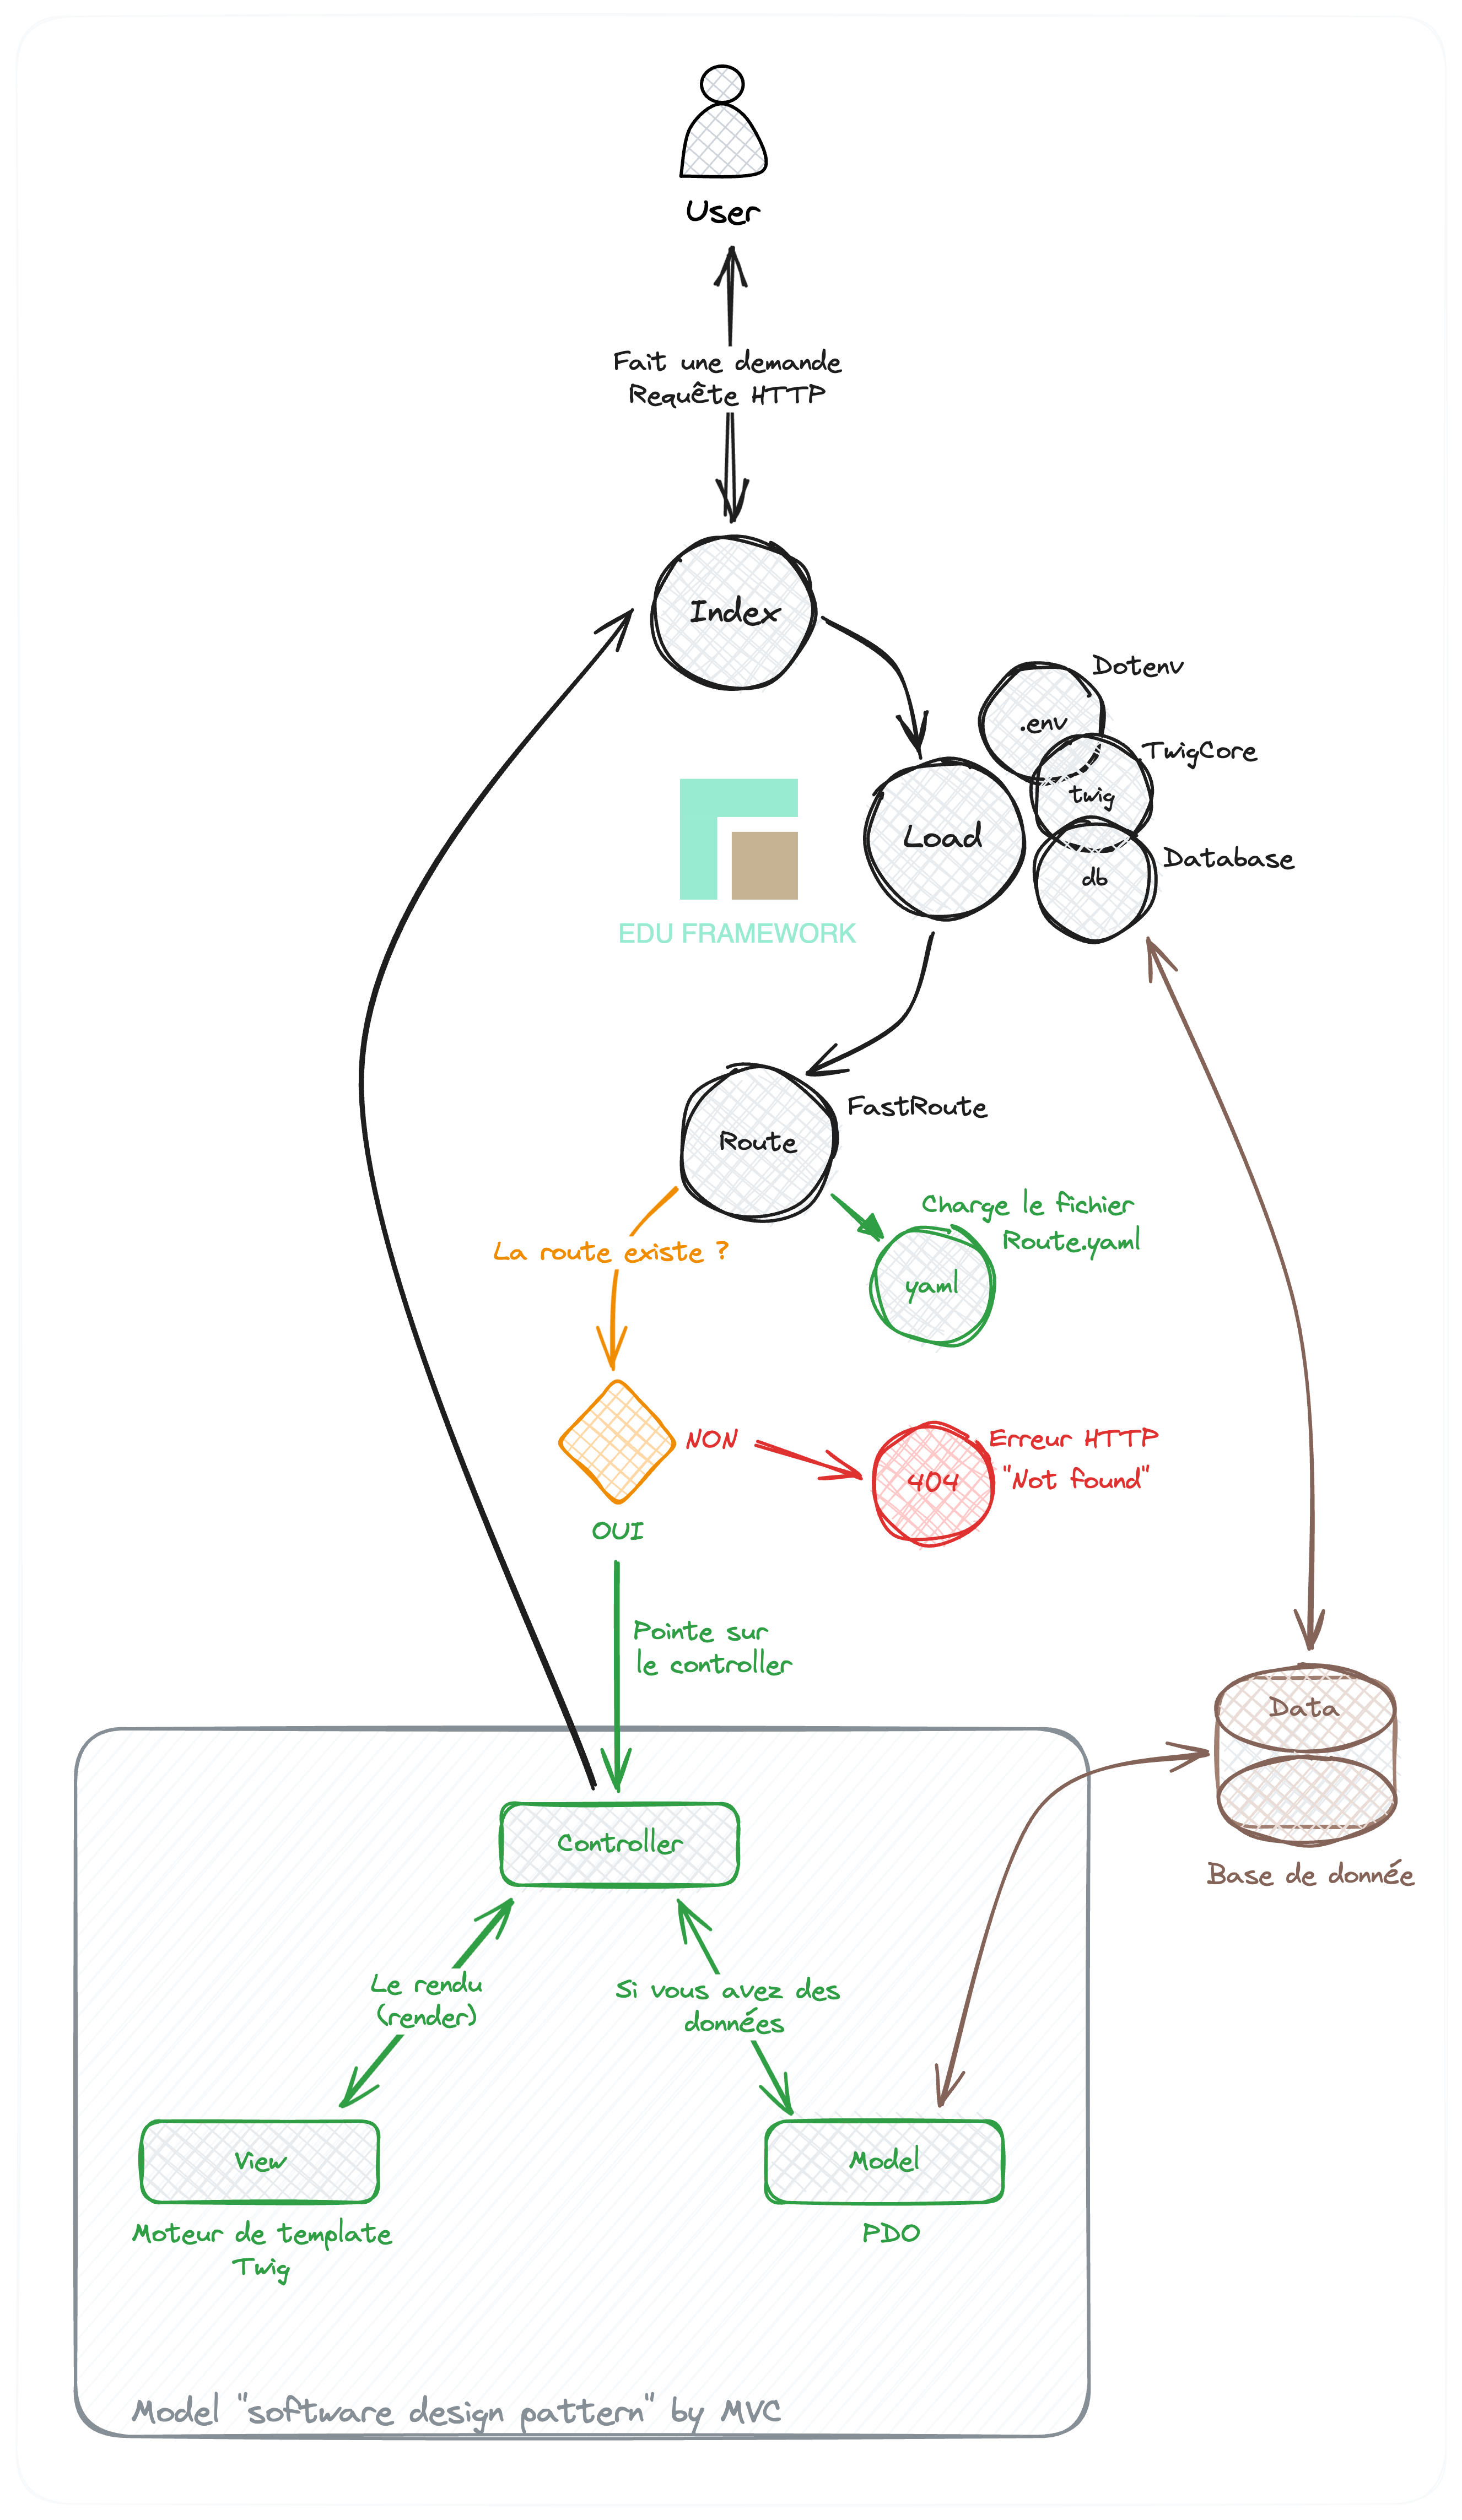 User
Fait une demande
Requête HTTP
Index
Dotenv
.env
TwigCore
twig
Load
Database
db
EDU FRAMEWORK
FastRoute
Route
Charge le fichier
Route.yaml
La route existe ?
yaml
NON
Erreur HTTP
404
"Not found"
OUI
Pointe sur
le controller
Data
Controller
Base de donnée
Le rendu
(render)
Si vous avez des
données
View
Model
Moteur de template
Twig
PDO
Model "software design pattern" by MVC